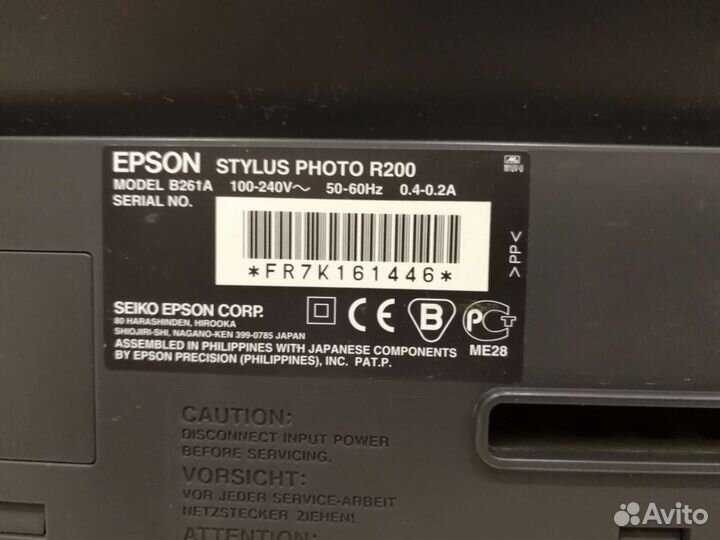 EPSON STYLUS PHOTO R200
MODEL B261A 100-240V~ 50-60Hz 0.4-0.2A
SERIAL NO.
*FR7K161446*
M1UV-U
>PP<
SEIKO EPSON CORP.
80 HARASHINDEN, HIROOKA
SHIOJIRI-SHI, NAGANO-KEN 399-0785 JAPAN
CE B PCT
ME28
ASSEMBLED IN PHILIPPINES WITH JAPANESE COMPONENTS
BY EPSON PRECISION (PHILIPPINES), INC. PAT.P.
CAUTION:
DISCONNECT INPUT POWER
BEFORE SERVICING.
VORSICHT:
VOR JEDER SERVICE-ARBEIT
NETZSTECKER ZIEHEN!
ATTENTION:
Avito